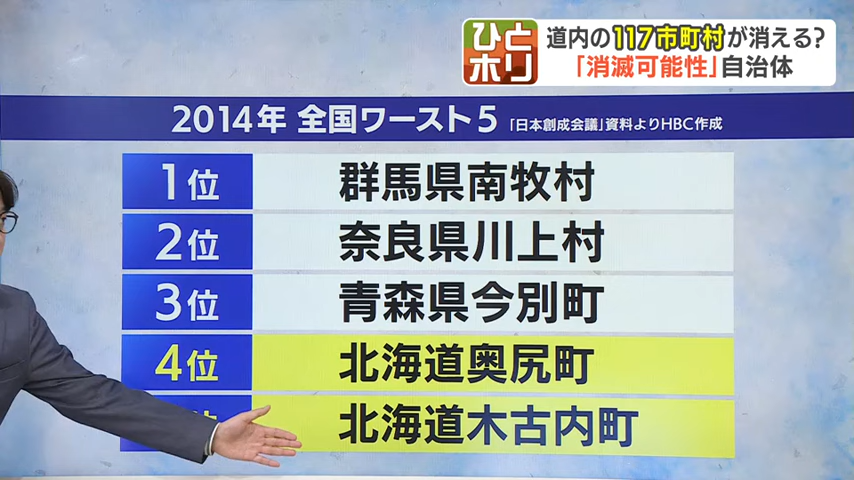 ひとホリ
道内の117市町村が消える?
「消滅可能性」自治体
2014年 全国ワースト5 「日本創成会議」資料よりHBC作成
1位 群馬県南牧村
2位 奈良県川上村
3位 青森県今別町
4位 北海道奥尻町
北海道木古内町